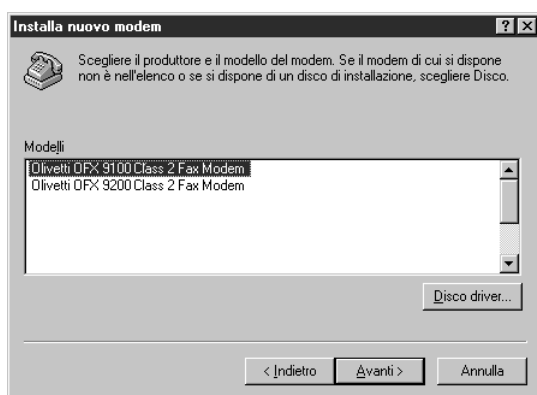 Installa nuovo modem
Scegliere il produttore e il modello del modem. Se il modem di cui si dispone
non è nell'elenco o se si dispone di un disco di installazione, scegliere Disco.
Modelli
Olivetti OFX 9100 Class 2 Fax Modem
Olivetti OFX 9200 Class 2 Fax Modem
Disco driver...
< Indietro
Avanti >
Annulla